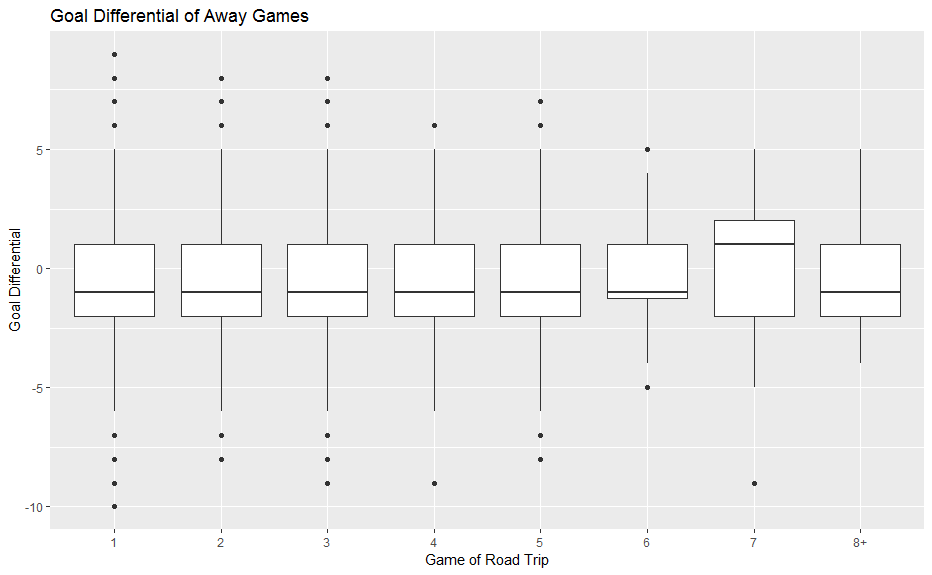 Goal Differential of Away Games
Goal Differential
5
0
-5
-10
1 2 3 4 5 6 7 8+
Game of Road Trip